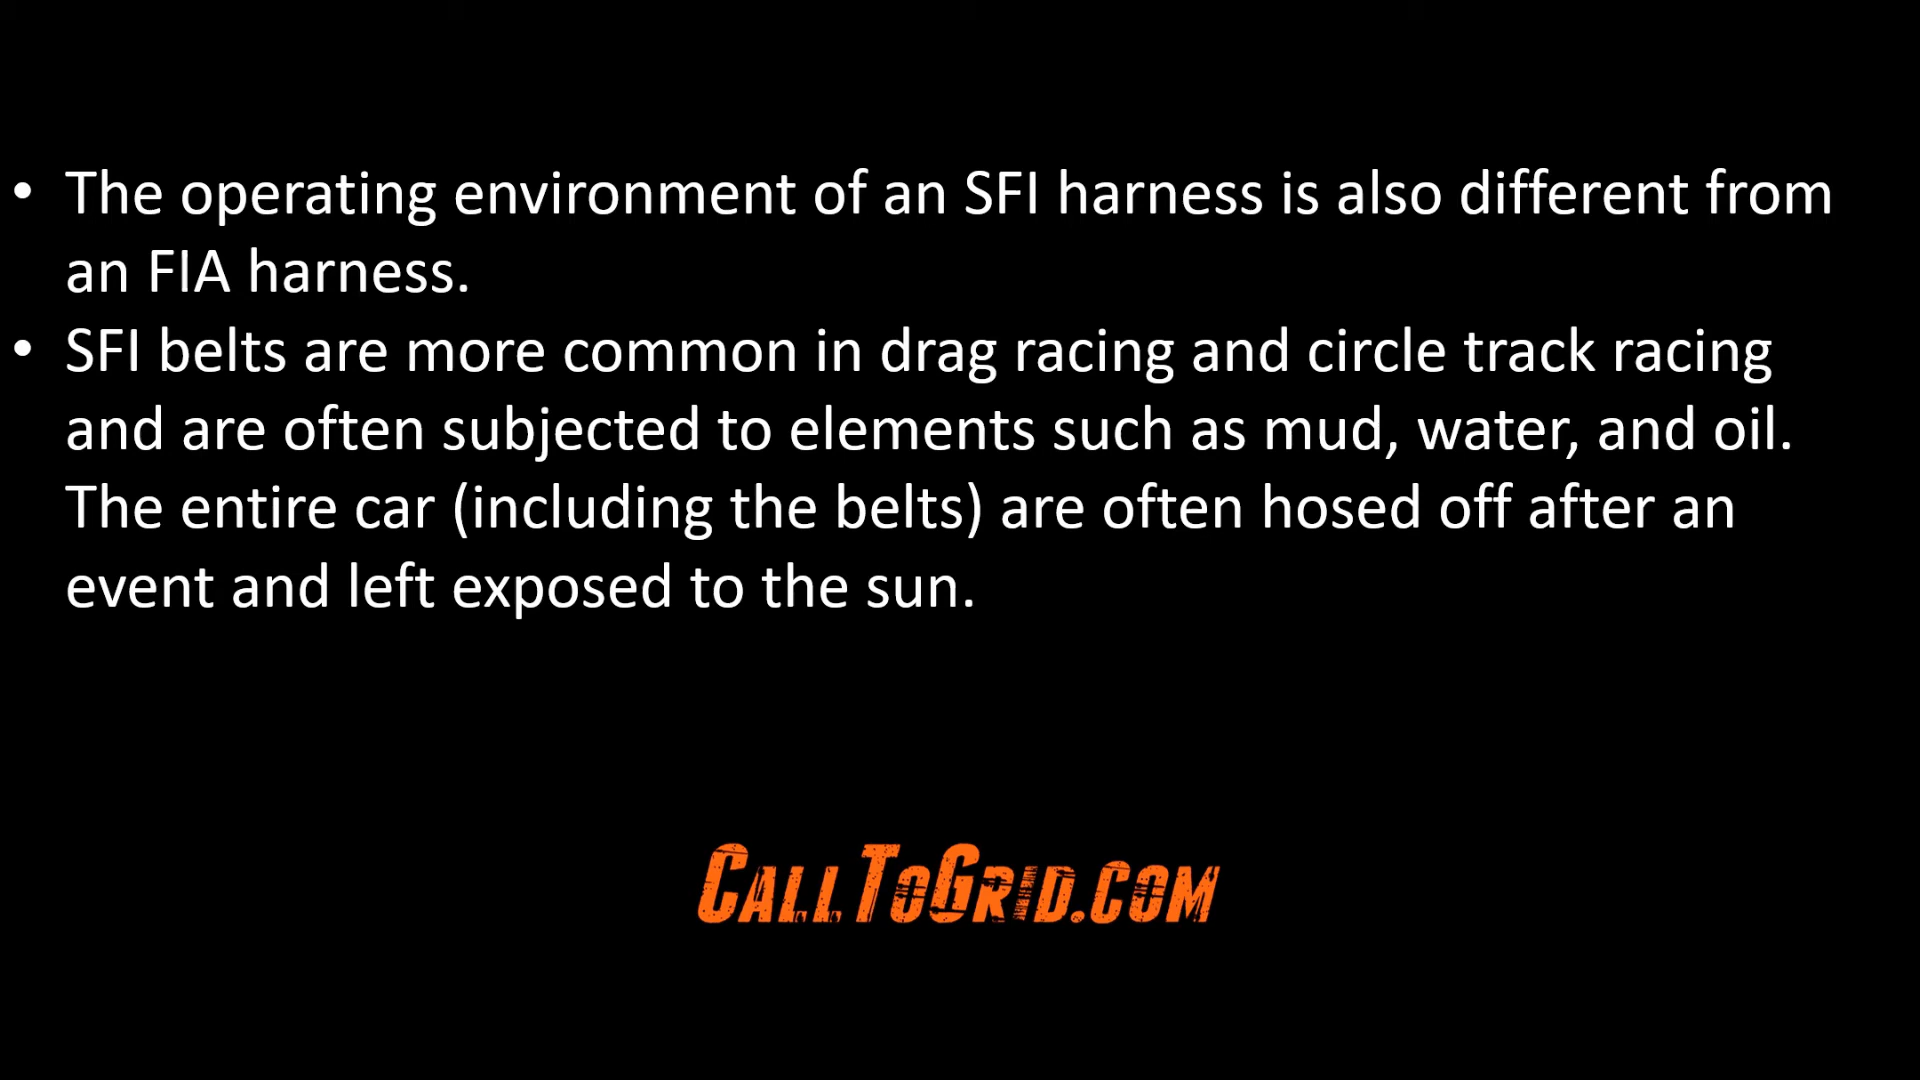 • The operating environment of an SFI harness is also different from
an FIA harness.
• SFI belts are more common in drag racing and circle track racing
and are often subjected to elements such as mud, water, and oil.
The entire car (including the belts) are often hosed off after an
event and left exposed to the sun.
CallToGrid.com